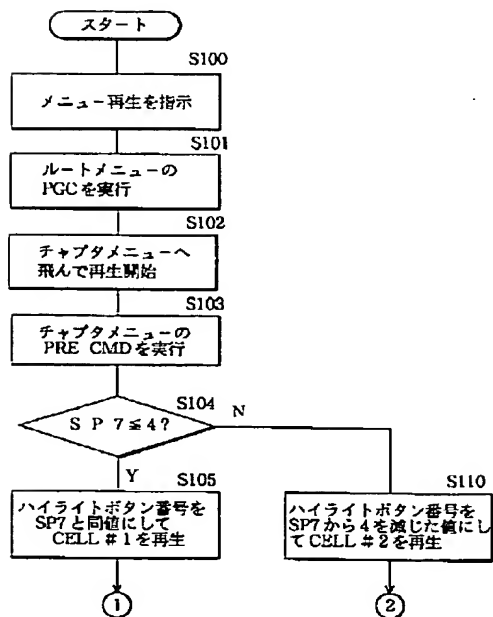 スタート
S100
メニュー再生を指示
S101
ルートメニューの
PGCを実行
S102
チャプタメニューへ
飛んで再生開始
S103
チャプタメニューの
PRE CMDを実行
S104
SP7≦4?
N
Y
S105
ハイライトボタン番号を
SP7と同値にして
CELL #1を再生
S110
ハイライトボタン番号を
SP7から4を減じた値にし
てCELL #2を再生
1
2